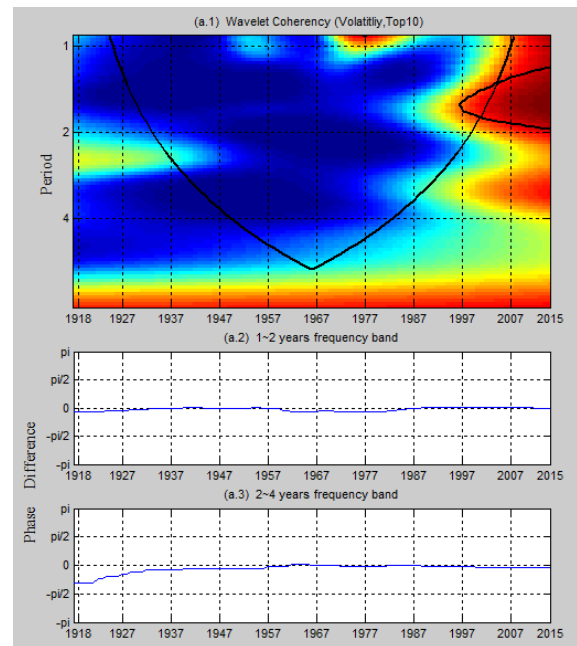 (a.1) Wavelet Coherency (Volatitliy,Top10)
Period
1
2
4
1918 1927 1937 1947 1957 1967 1977 1987 1997 2007 2015
(a.2) 1~2 years frequency band
pi
pi/2
0
-pi/2
-pi
1918 1927 1937 1947 1957 1967 1977 1987 1997 2007 2015
Phase Difference
(a.3) 2~4 years frequency band
pi
pi/2
0
-pi/2
-pi
1918 1927 1937 1947 1957 1967 1977 1987 1997 2007 2015